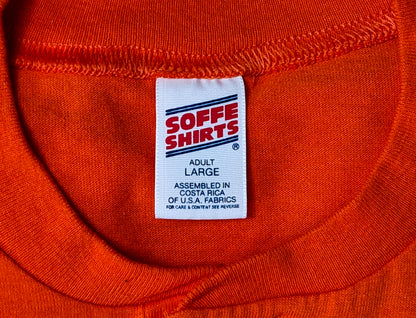 SOFFE
SHIRTS
®
ADULT
LARGE
ASSEMBLED IN
COSTA RICA
OF U.S.A. FABRICS
FOR CARE & CONTENT SEE REVERSE